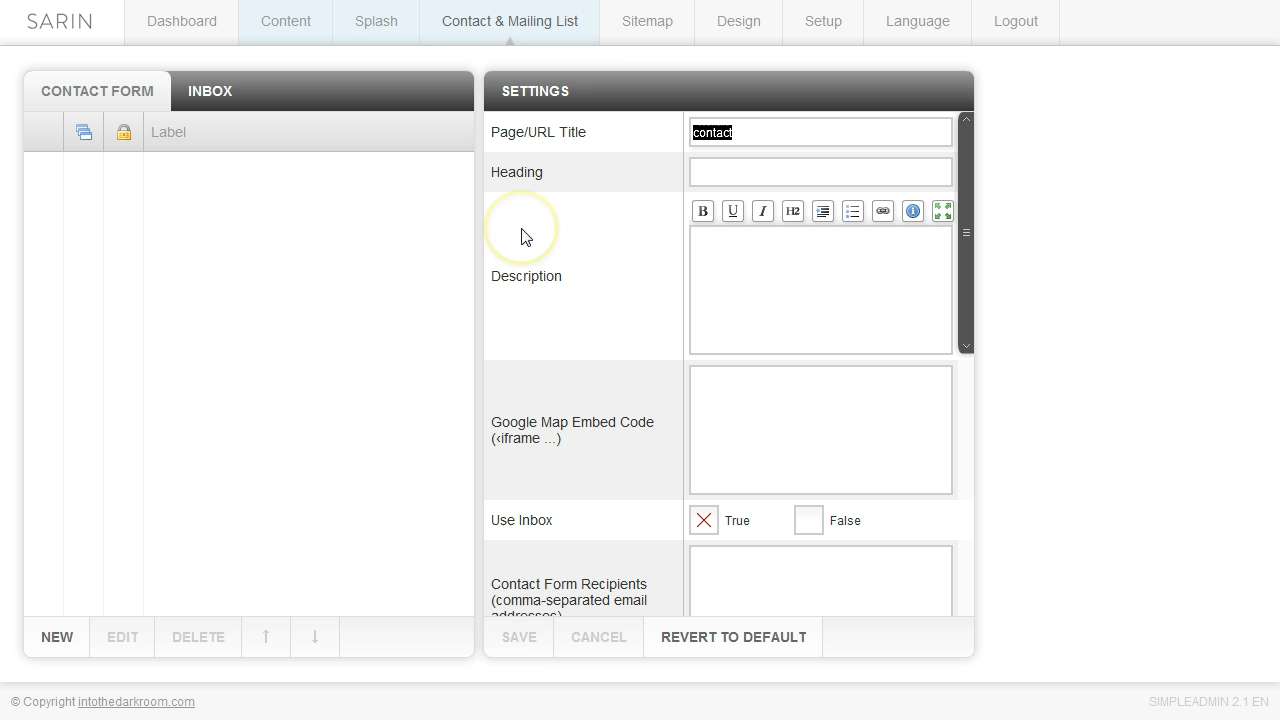 SARIN
Dashboard
Content
Splash
Contact & Mailing List
Sitemap
Design
Setup
Language
Logout
CONTACT FORM
INBOX
Label
NEW
EDIT
DELETE
SETTINGS
Page/URL Title
contact
Heading
B U I H2
Description
Google Map Embed Code
(‹iframe ...)
Use Inbox
True
False
Contact Form Recipients
(comma-separated email
addresses)
SAVE
CANCEL
REVERT TO DEFAULT
© Copyright intothedarkroom.com
SIMPLEADMIN 2.1 EN